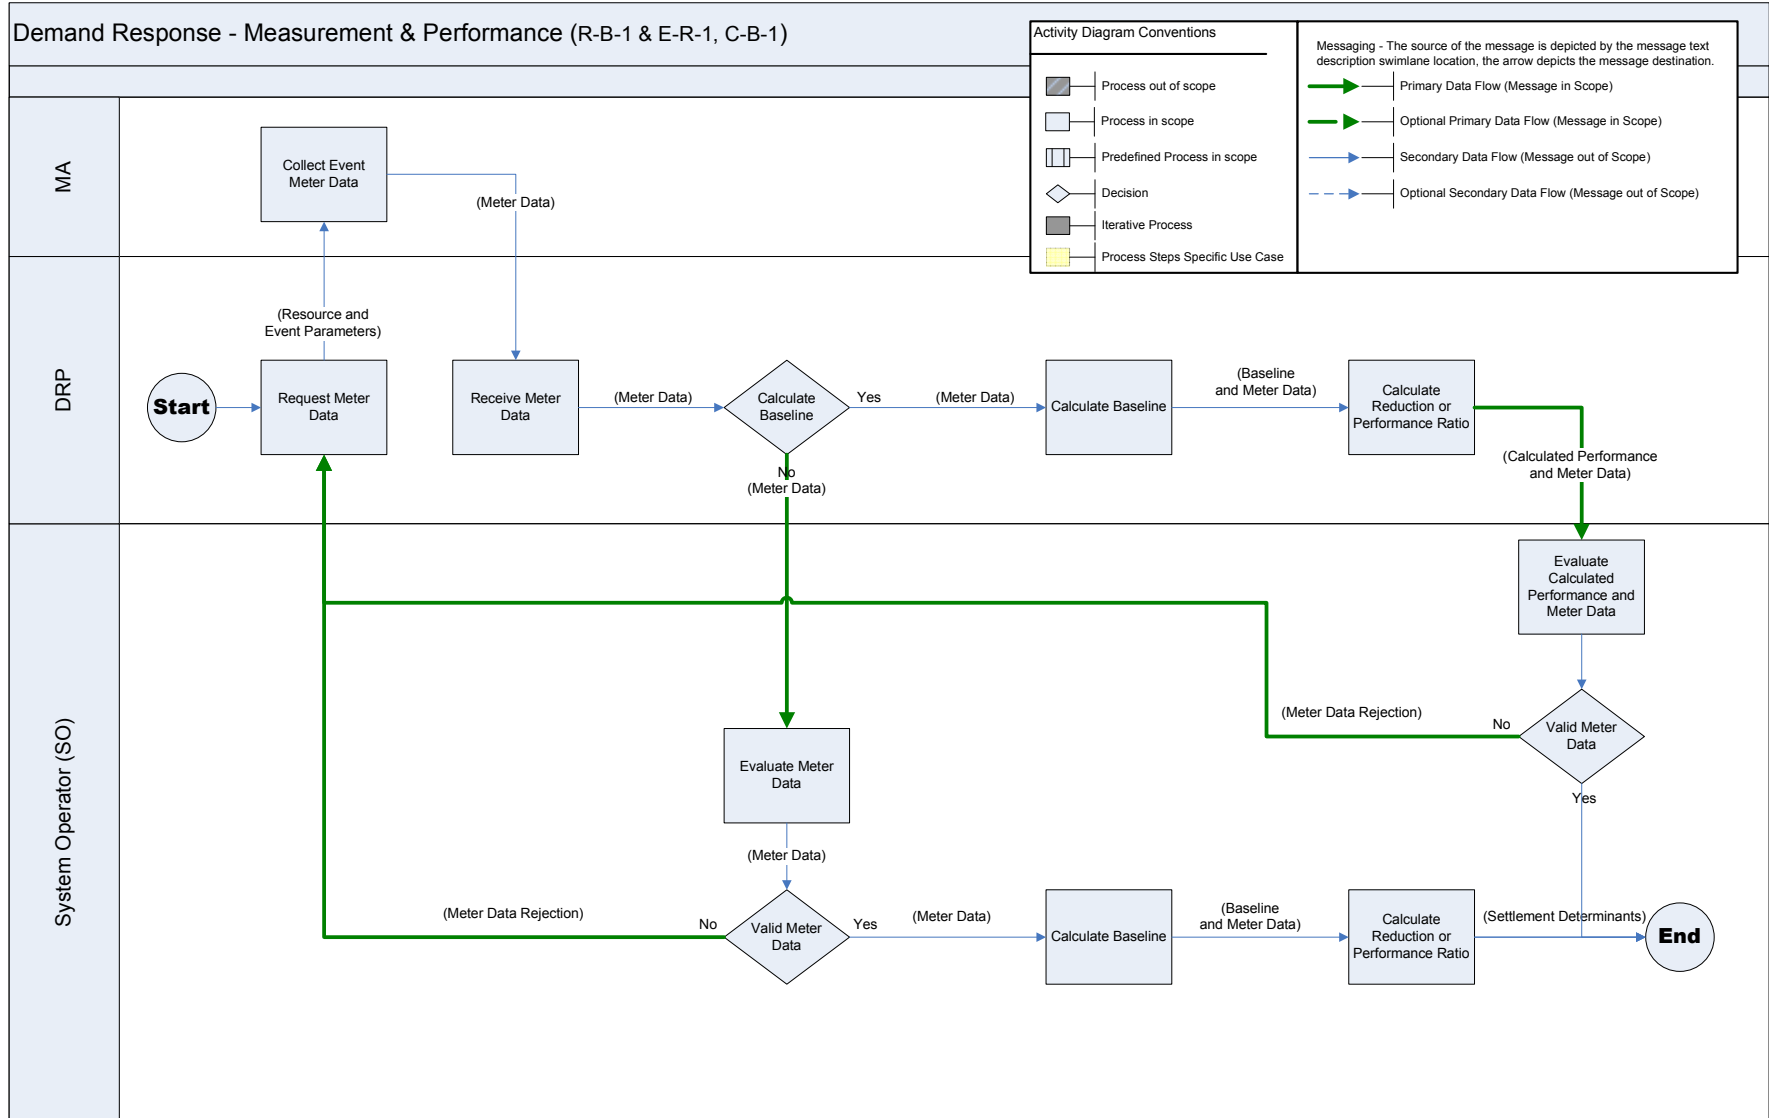 Demand Response - Measurement & Performance (R-B-1 & E-R-1, C-B-1)
Activity Diagram Conventions
Process out of scope
Process in scope
Predefined Process in scope
Decision
Iterative Process
Process Steps Specific Use Case
Messaging - The source of the message is depicted by the message text
description swimlane location, the arrow depicts the message destination.
Primary Data Flow (Message in Scope)
Optional Primary Data Flow (Message in Scope)
Secondary Data Flow (Message out of Scope)
Optional Secondary Data Flow (Message out of Scope)
MA
Collect Event
Meter Data
(Meter Data)
DRP
(Resource and
Event Parameters)
Start
Request Meter
Data
Receive Meter
Data
(Meter Data)
Calculate
Baseline
Yes
(Meter Data)
Calculate Baseline
(Baseline
and Meter Data)
Calculate
Reduction or
Performance Ratio
No
(Meter Data)
(Calculated Performance
and Meter Data)
System Operator (SO)
Evaluate
Calculated
Performance and
Meter Data
(Meter Data Rejection)
No
Valid Meter
Data
Yes
Evaluate Meter
Data
(Meter Data)
(Meter Data Rejection)
No
Valid Meter
Data
Yes
(Meter Data)
Calculate Baseline
(Baseline
and Meter Data)
Calculate
Reduction or
Performance Ratio
(Settlement Determinants)
End